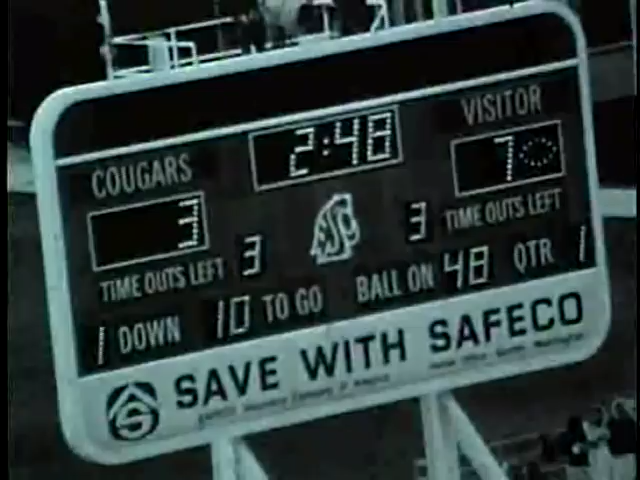 2:48
VISITOR
COUGARS
7
3
TIME OUTS LEFT 3
WSC
3 TIME OUTS LEFT
1 DOWN 10 TO GO BALL ON 48 QTR 1
SAVE WITH SAFECO